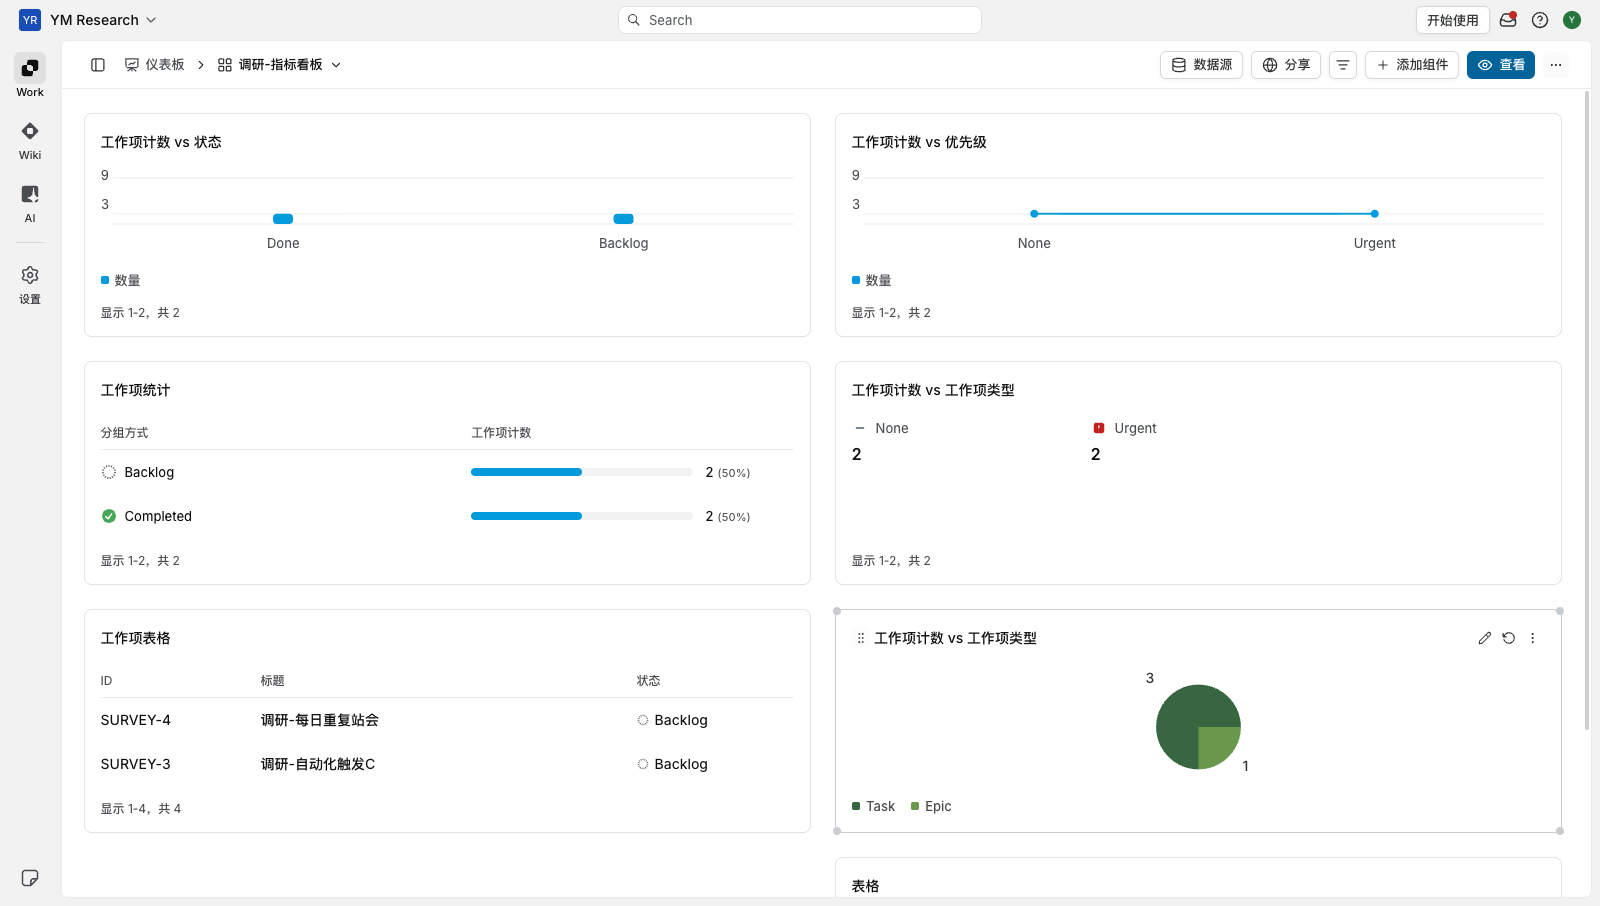 YR YM Research
Search
开始使用
Y
Work
Wiki
AI
设置
仪表板
调研-指标看板
数据源
分享
添加组件
查看
工作项计数 vs 状态
9
3
Done
Backlog
数量
显示 1-2，共 2
工作项计数 vs 优先级
9
3
None
Urgent
数量
显示 1-2，共 2
工作项统计
分组方式 工作项计数
Backlog 2 (50%)
Completed 2 (50%)
显示 1-2，共 2
工作项计数 vs 工作项类型
None Urgent
2 2
显示 1-2，共 2
工作项表格
ID 标题 状态
SURVEY-4 调研-每日重复站会 Backlog
SURVEY-3 调研-自动化触发C Backlog
显示 1-4，共 4
工作项计数 vs 工作项类型
3
1
Task Epic
表格